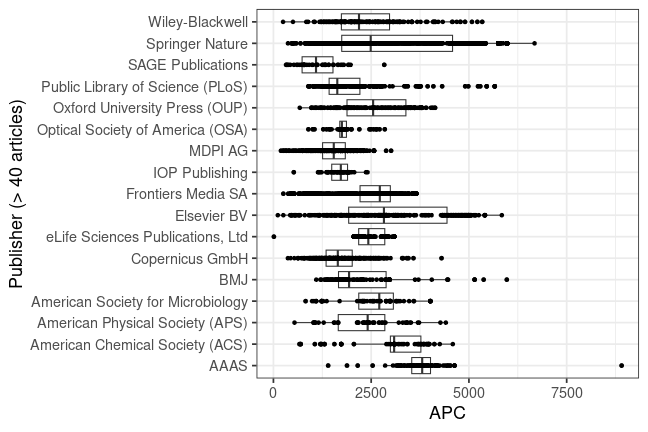 Publisher (> 40 articles)
Wiley-Blackwell
Springer Nature
SAGE Publications
Public Library of Science (PLoS)
Oxford University Press (OUP)
Optical Society of America (OSA)
MDPI AG
IOP Publishing
Frontiers Media SA
Elsevier BV
eLife Sciences Publications, Ltd
Copernicus GmbH
BMJ
American Society for Microbiology
American Physical Society (APS)
American Chemical Society (ACS)
AAAS
0 2500 5000 7500
APC